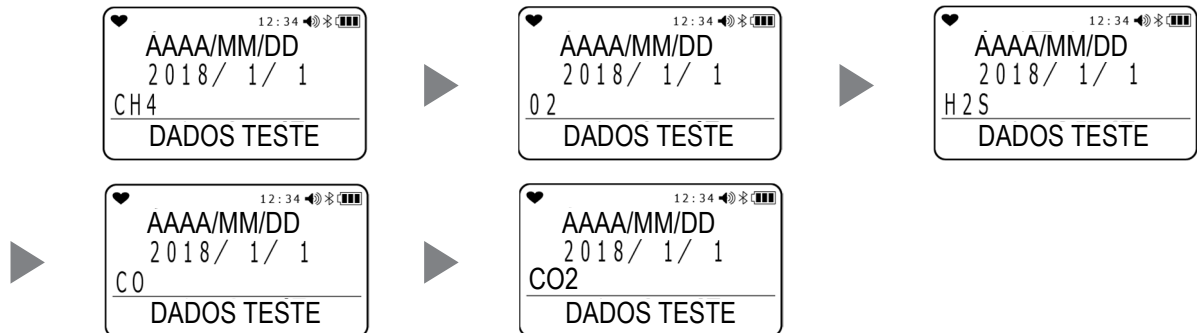 12:34
AAAA/MM/DD
2018/ 1/ 1
CH4
DADOS TESTE
12:34
AAAA/MM/DD
2018/ 1/ 1
O2
DADOS TESTE
12:34
AAAA/MM/DD
2018/ 1/ 1
H2S
DADOS TESTE
12:34
AAAA/MM/DD
2018/ 1/ 1
CO
DADOS TESTE
12:34
AAAA/MM/DD
2018/ 1/ 1
CO2
DADOS TESTE